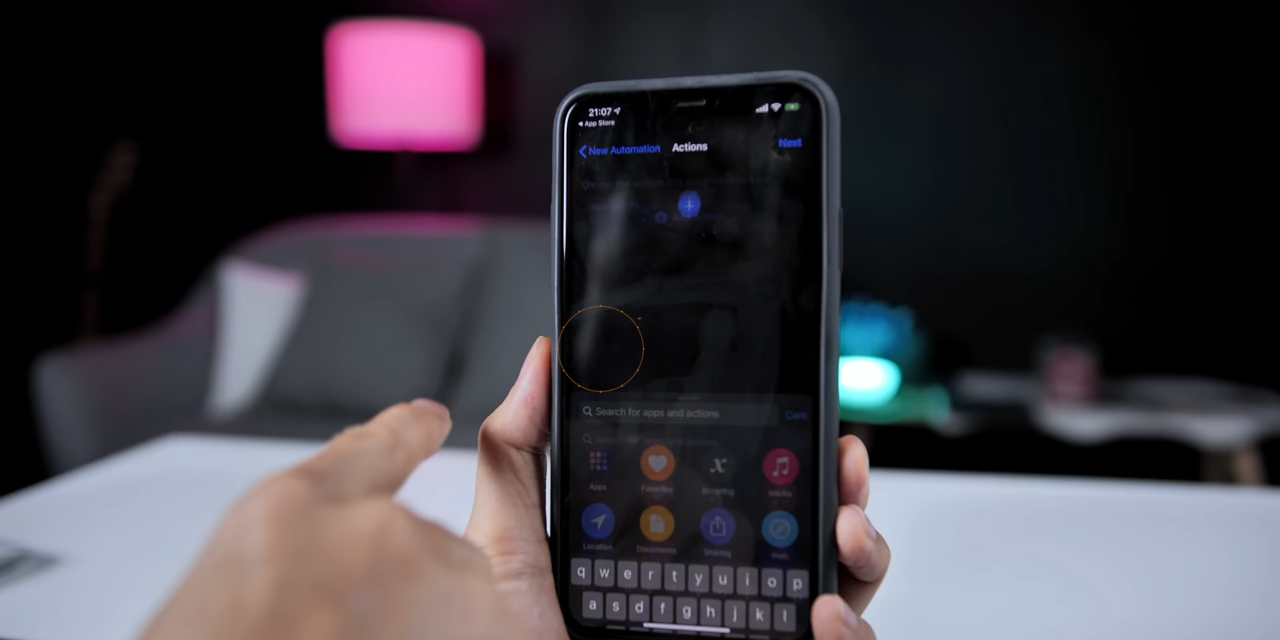 21:07
◀ App Store
New Automation
Actions
Next
Search for apps and actions
Apps
Favorites
Scripting
Media
Location
Documents
Sharing
Web
q w e r t y u i o p
a s d f g h j k l